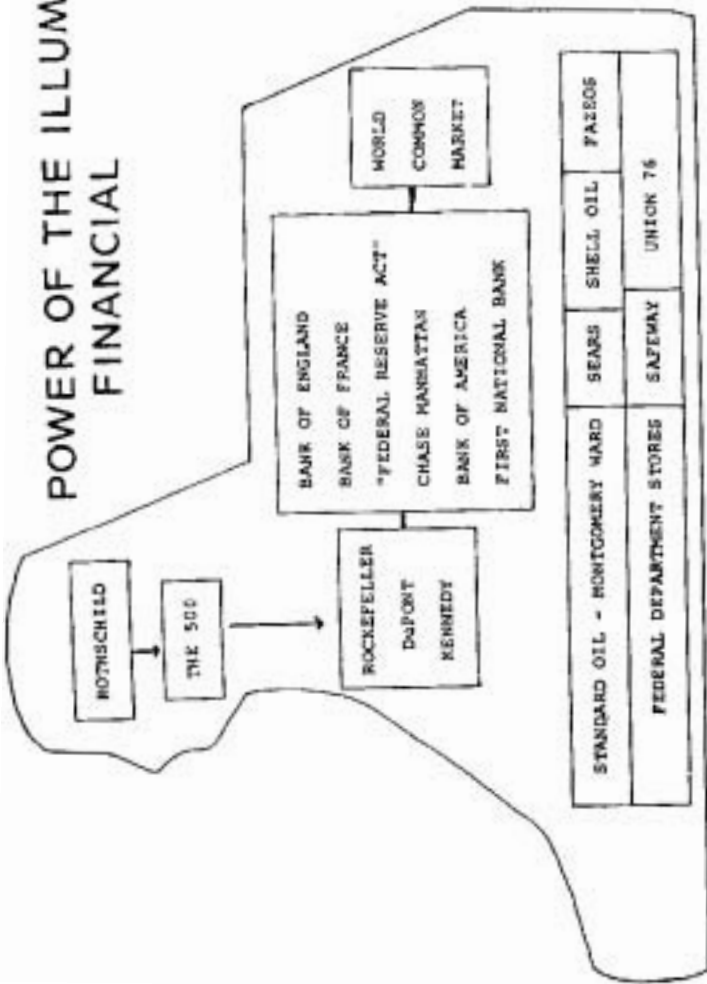 POWER OF THE ILLUM
FINANCIAL
ROTHSCHILD
THE 500
ROCKEFELLER
DuPONT
KENNEDY
BANK OF ENGLAND
BANK OF FRANCE
"FEDERAL RESERVE ACT"
CHASE MANHATTAN
BANK OF AMERICA
FIRST NATIONAL BANK
WORLD
COMMON
MARKET
STANDARD OIL - MONTGOMERY WARD
SEARS
SHELL OIL
FAZEOS
FEDERAL DEPARTMENT STORES
SAFEWAY
UNION 76